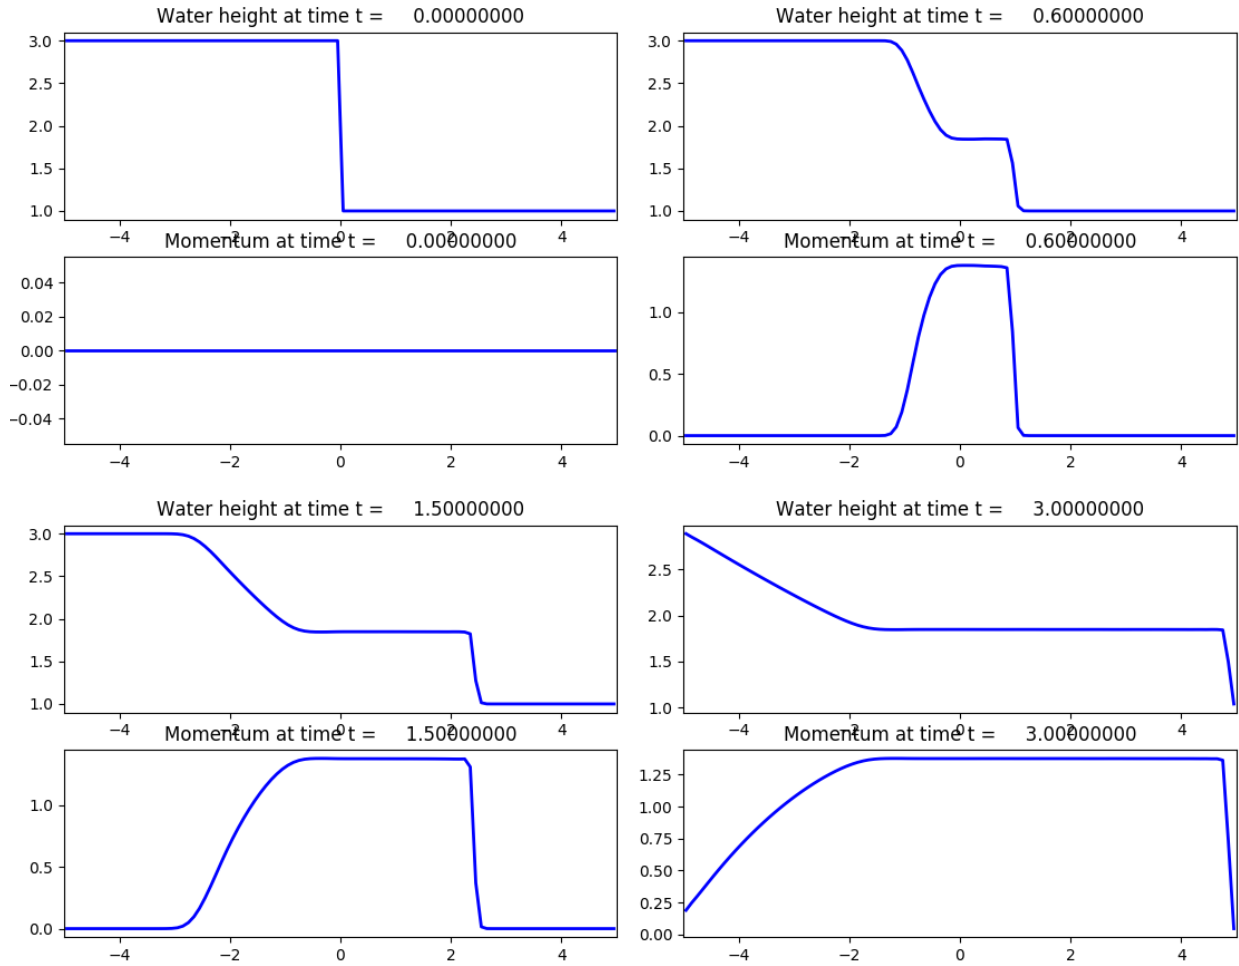 Water height at time t = 0.00000000
3.0
2.5
2.0
1.5
1.0
−4 −2 0 2 4
Momentum at time t = 0.00000000
0.04
0.02
0.00
−0.02
−0.04
−4 −2 0 2 4
Water height at time t = 0.60000000
3.0
2.5
2.0
1.5
1.0
−4 −2 0 2 4
Momentum at time t = 0.60000000
1.0
0.5
0.0
−4 −2 0 2 4
Water height at time t = 1.50000000
3.0
2.5
2.0
1.5
1.0
−4 −2 0 2 4
Momentum at time t = 1.50000000
1.0
0.5
0.0
−4 −2 0 2 4
Water height at time t = 3.00000000
2.5
2.0
1.5
1.0
−4 −2 0 2 4
Momentum at time t = 3.00000000
1.25
1.00
0.75
0.50
0.25
0.00
−4 −2 0 2 4